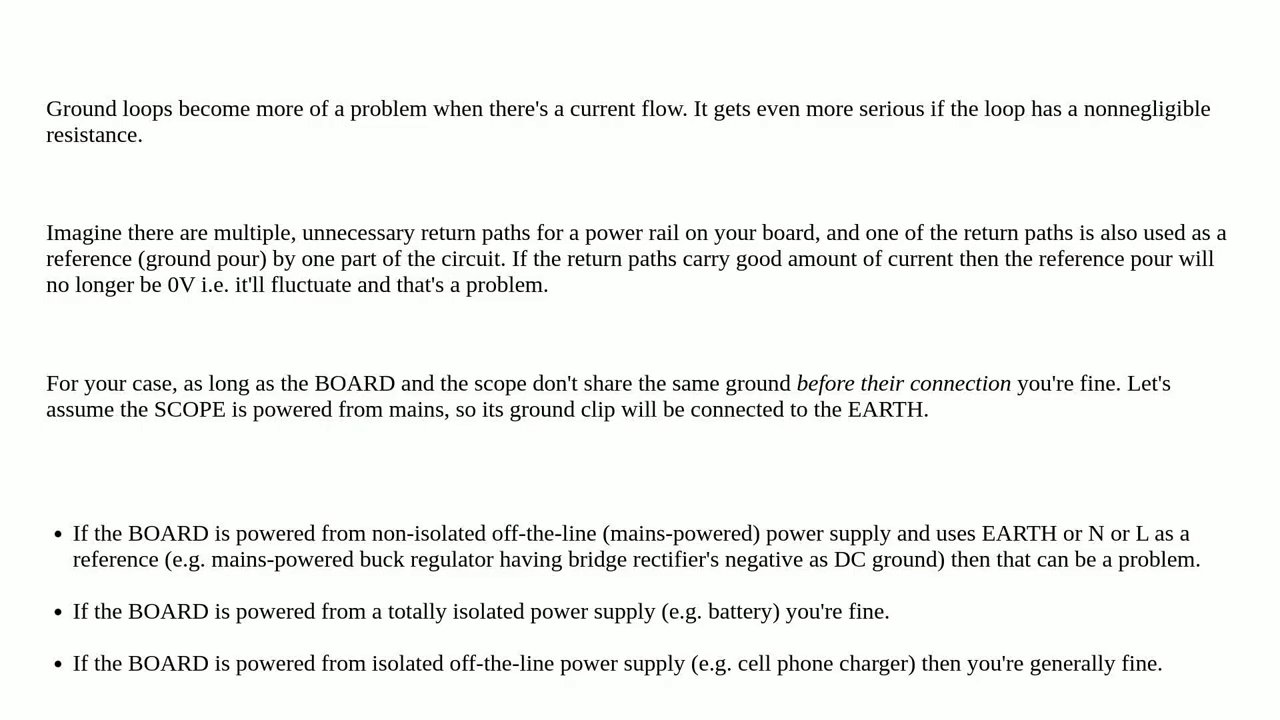 Ground loops become more of a problem when there's a current flow. It gets even more serious if the loop has a nonnegligible
resistance.
Imagine there are multiple, unnecessary return paths for a power rail on your board, and one of the return paths is also used as a
reference (ground pour) by one part of the circuit. If the return paths carry good amount of current then the reference pour will
no longer be 0V i.e. it'll fluctuate and that's a problem.
For your case, as long as the BOARD and the scope don't share the same ground before their connection you're fine. Let's
assume the SCOPE is powered from mains, so its ground clip will be connected to the EARTH.
• If the BOARD is powered from non-isolated off-the-line (mains-powered) power supply and uses EARTH or N or L as a
reference (e.g. mains-powered buck regulator having bridge rectifier's negative as DC ground) then that can be a problem.
• If the BOARD is powered from a totally isolated power supply (e.g. battery) you're fine.
• If the BOARD is powered from isolated off-the-line power supply (e.g. cell phone charger) then you're generally fine.